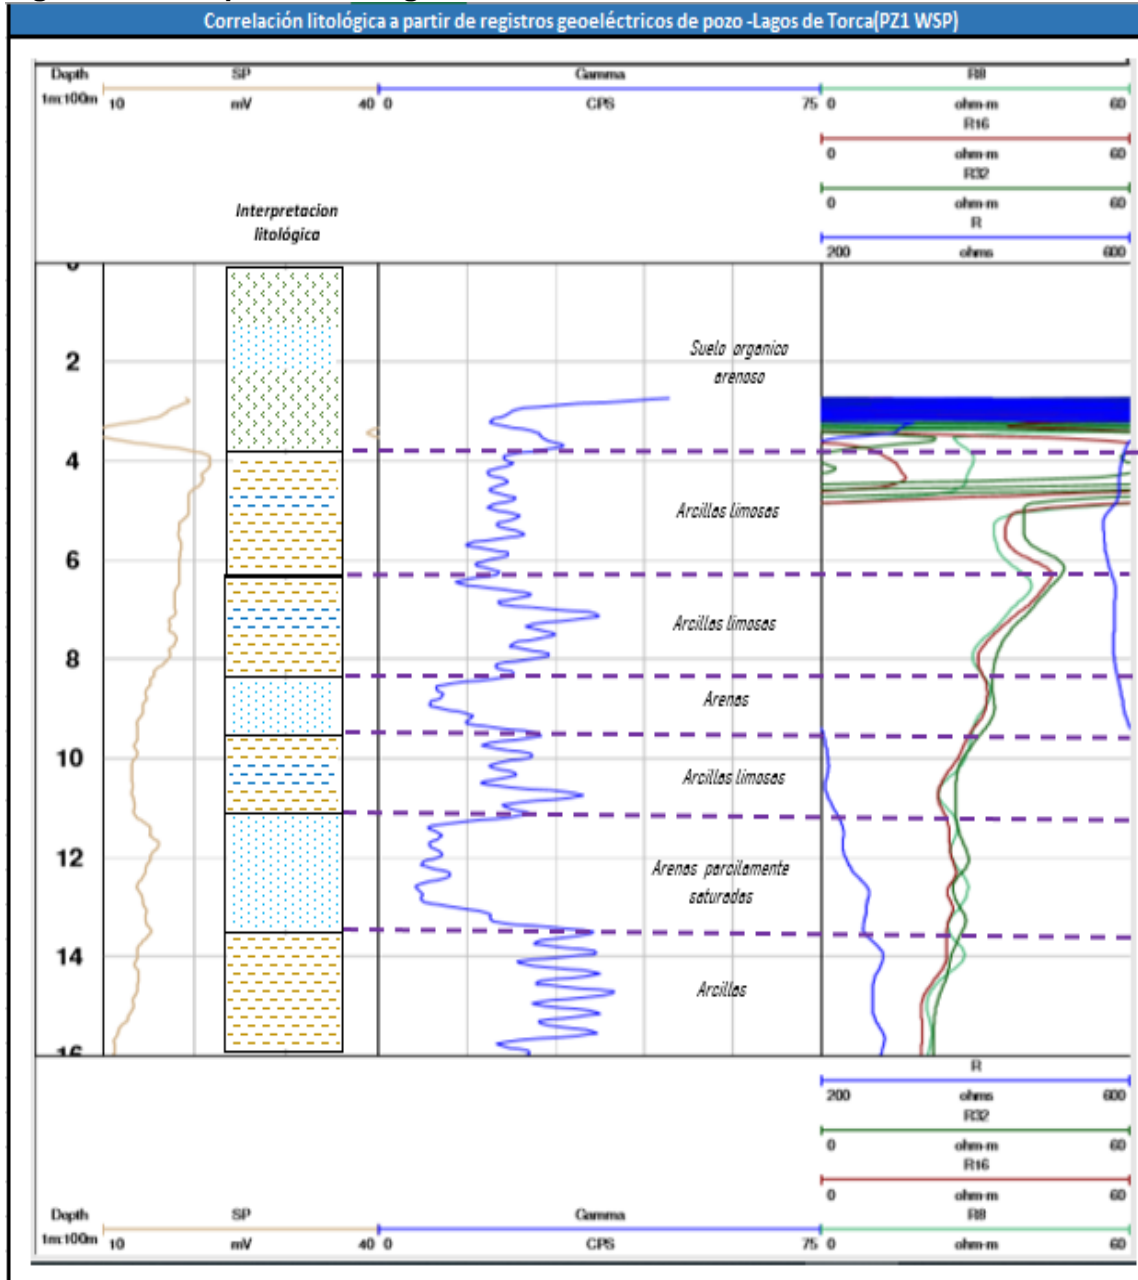 Correlación litológica a partir de registros geoeléctricos de pozo -Lagos de Torca(PZ1 WSP)
Depth SP Gamma R8
1m:100m 10 mV 40 0 CPS 75 0 ohm-m 60
R16
0 ohm-m 60
R32
0 ohm-m 60
R
200 ohms 600
Interpretacion
litológica
0
2
Suelo organico
arenoso
4
Arcillas limosas
6
Arcillas limosas
8
Arenas
10
Arcillas limosas
12
Arenas parcilamente
saturadas
14
Arcillas
16
R
200 ohms 600
R32
0 ohm-m 60
R16
0 ohm-m 60
Depth SP Gamma R8
1m:100m 10 mV 40 0 CPS 75 0 ohm-m 60